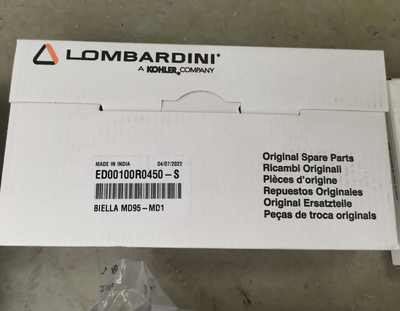 LOMBARDINI
A KOHLER COMPANY
MADE IN INDIA 04/07/2022
ED00100R0450-S
BIELLA MD95-MD1
Original Spare Parts
Ricambi Originali
Pièces d'origine
Repuestos Originales
Original Ersatzteile
Peças de troca originals